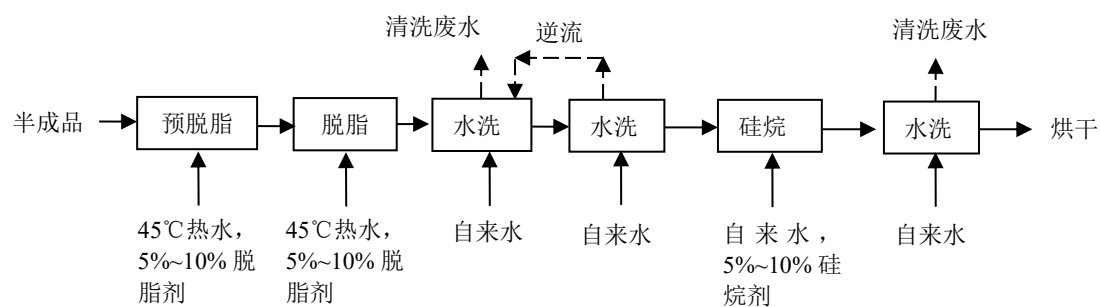 清洗废水
逆流
清洗废水
半成品
预脱脂
脱脂
水洗
水洗
硅烷
水洗
烘干
45℃热水，
5%~10% 脱
脂剂
45℃热水，
5%~10% 脱
脂剂
自来水
自来水
自 来 水 ，
5%~10% 硅
烷剂
自来水